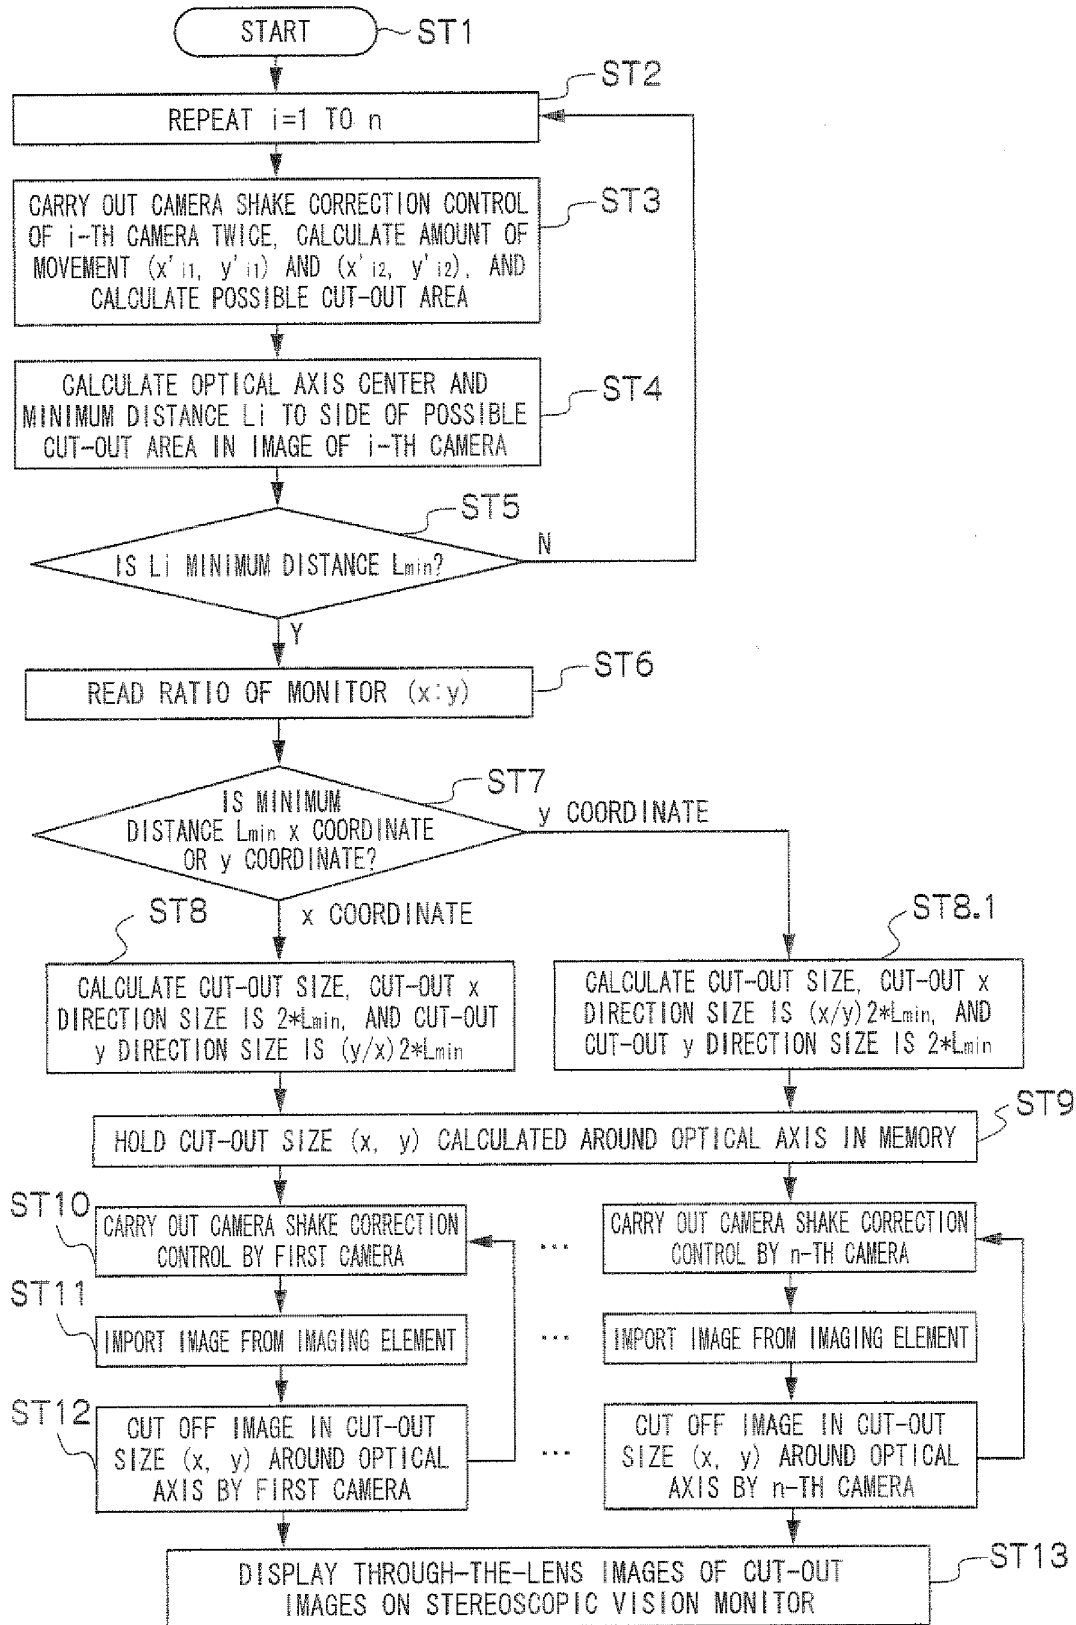 START
ST1
ST2
REPEAT i=1 TO n
ST3
CARRY OUT CAMERA SHAKE CORRECTION CONTROL
OF i-TH CAMERA TWICE, CALCULATE AMOUNT OF
MOVEMENT (x'i1, y'i1) AND (x'i2, y'i2), AND
CALCULATE POSSIBLE CUT-OUT AREA
ST4
CALCULATE OPTICAL AXIS CENTER AND
MINIMUM DISTANCE Li TO SIDE OF POSSIBLE
CUT-OUT AREA IN IMAGE OF i-TH CAMERA
ST5
IS Li MINIMUM DISTANCE Lmin?
N
Y
ST6
READ RATIO OF MONITOR (x:y)
ST7
IS MINIMUM
DISTANCE Lmin x COORDINATE
OR y COORDINATE?
y COORDINATE
x COORDINATE
ST8
CALCULATE CUT-OUT SIZE, CUT-OUT x
DIRECTION SIZE IS 2*Lmin, AND CUT-OUT
y DIRECTION SIZE IS (y/x)2*Lmin
ST8.1
CALCULATE CUT-OUT SIZE, CUT-OUT x
DIRECTION SIZE IS (x/y)2*Lmin, AND
CUT-OUT y DIRECTION SIZE IS 2*Lmin
ST9
HOLD CUT-OUT SIZE (x, y) CALCULATED AROUND OPTICAL AXIS IN MEMORY
ST10
CARRY OUT CAMERA SHAKE CORRECTION
CONTROL BY FIRST CAMERA
...
CARRY OUT CAMERA SHAKE CORRECTION
CONTROL BY n-TH CAMERA
ST11
IMPORT IMAGE FROM IMAGING ELEMENT
...
IMPORT IMAGE FROM IMAGING ELEMENT
ST12
CUT OFF IMAGE IN CUT-OUT
SIZE (x, y) AROUND OPTICAL
AXIS BY FIRST CAMERA
...
CUT OFF IMAGE IN CUT-OUT
SIZE (x, y) AROUND OPTICAL
AXIS BY n-TH CAMERA
ST13
DISPLAY THROUGH-THE-LENS IMAGES OF CUT-OUT
IMAGES ON STEREOSCOPIC VISION MONITOR